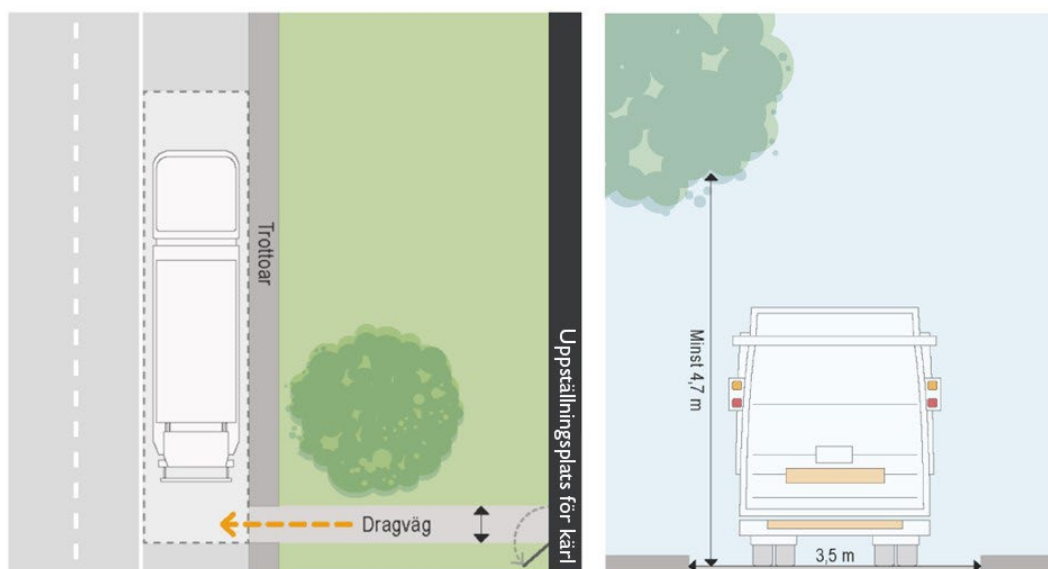 Trottoar
Dragväg
Uppställningsplats för kärl
Minst 4,7 m
3,5 m